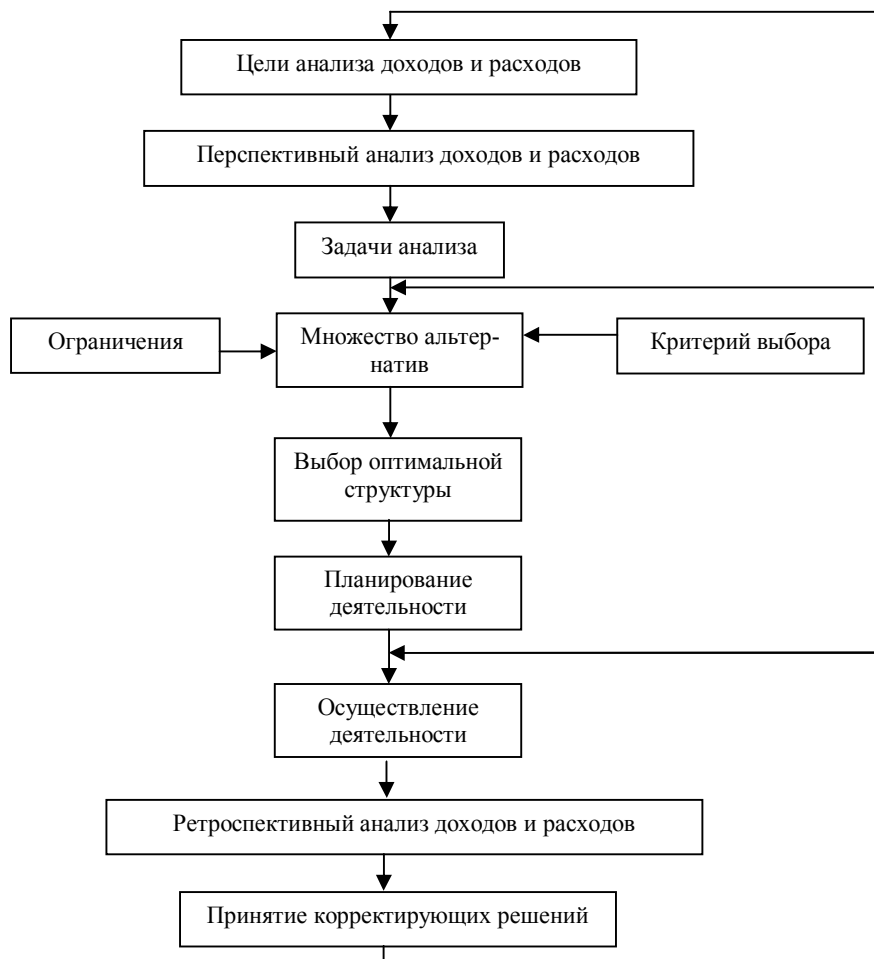 Цели анализа доходов и расходов
Перспективный анализ доходов и расходов
Задачи анализа
Ограничения
Множество альтер-
натив
Критерий выбора
Выбор оптимальной
структуры
Планирование
деятельности
Осуществление
деятельности
Ретроспективный анализ доходов и расходов
Принятие корректирующих решений